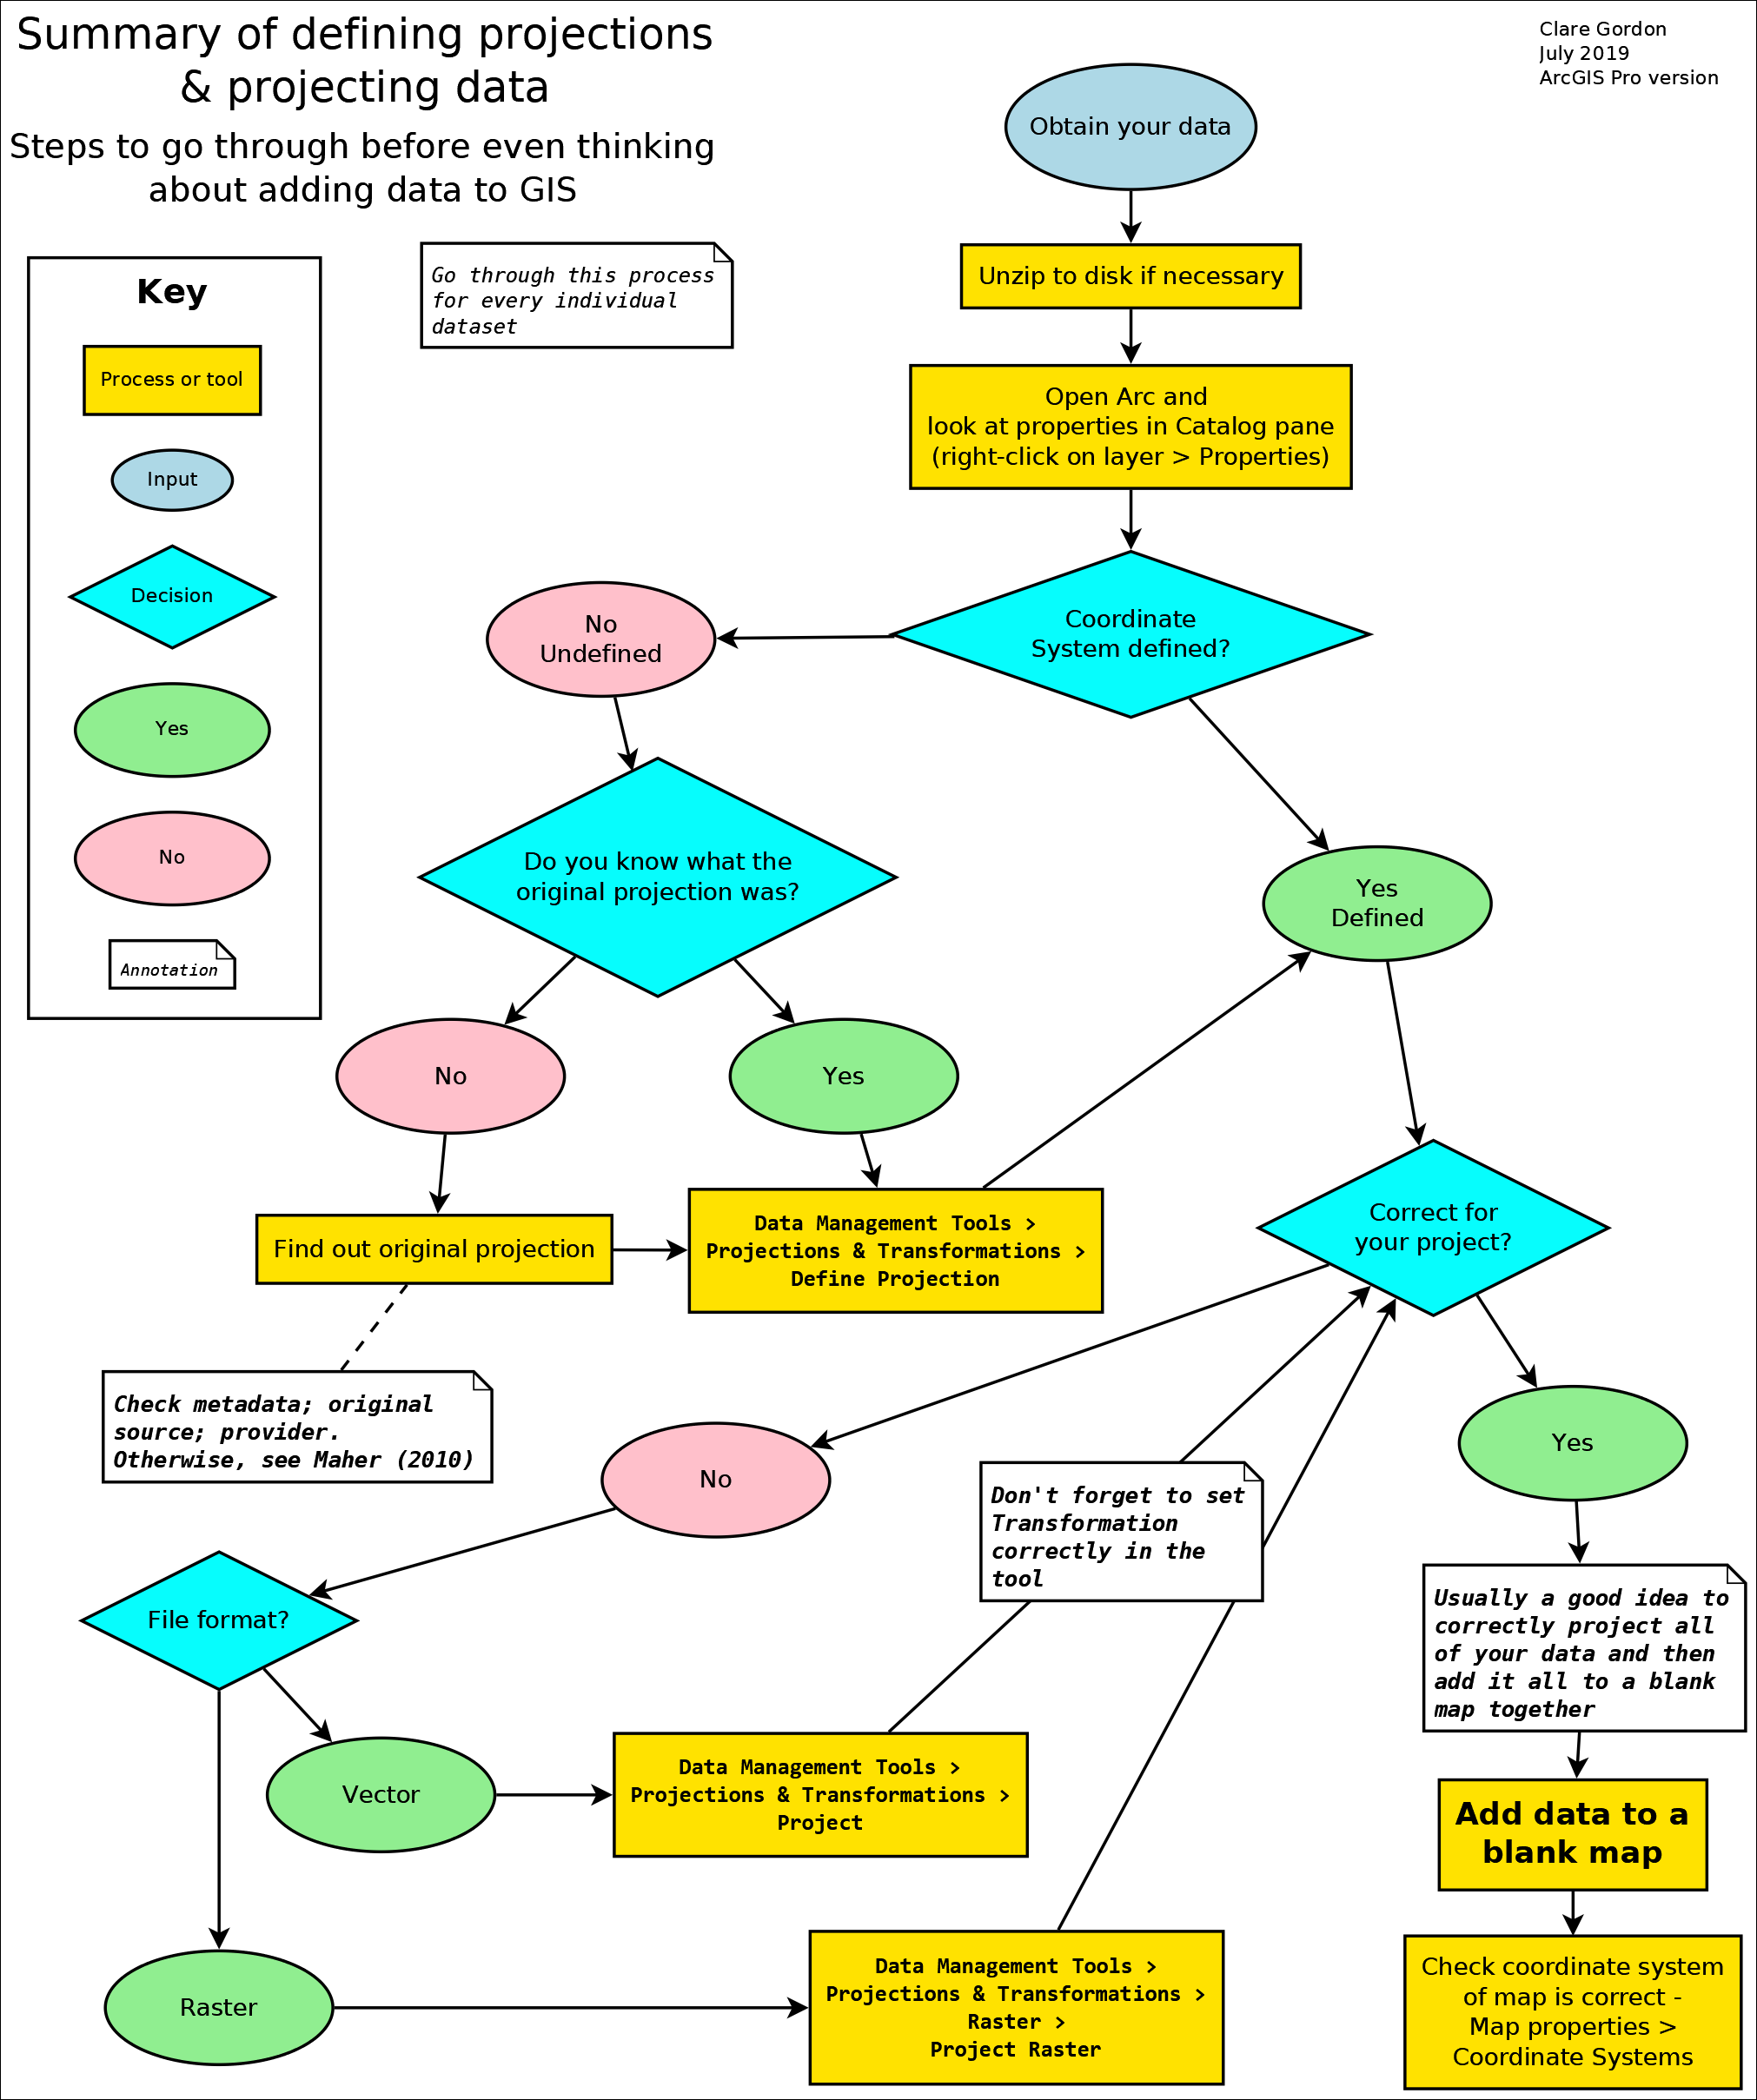 Summary of defining projections
& projecting data
Steps to go through before even thinking
about adding data to GIS
Clare Gordon
July 2019
ArcGIS Pro version
Key
Process or tool
Input
Decision
Yes
No
Annotation
Go through this process
for every individual
dataset
Obtain your data
Unzip to disk if necessary
Open Arc and
look at properties in Catalog pane
(right-click on layer > Properties)
Coordinate
System defined?
No
Undefined
Do you know what the
original projection was?
Yes
Defined
No
Yes
Find out original projection
Data Management Tools >
Projections & Transformations >
Define Projection
Correct for
your project?
Check metadata; original
source; provider.
Otherwise, see Maher (2010)
No
Yes
Don't forget to set
Transformation
correctly in the
tool
File format?
Usually a good idea to
correctly project all
of your data and then
add it all to a blank
map together
Vector
Data Management Tools >
Projections & Transformations >
Project
Add data to a
blank map
Raster
Data Management Tools >
Projections & Transformations >
Raster >
Project Raster
Check coordinate system
of map is correct -
Map properties >
Coordinate Systems